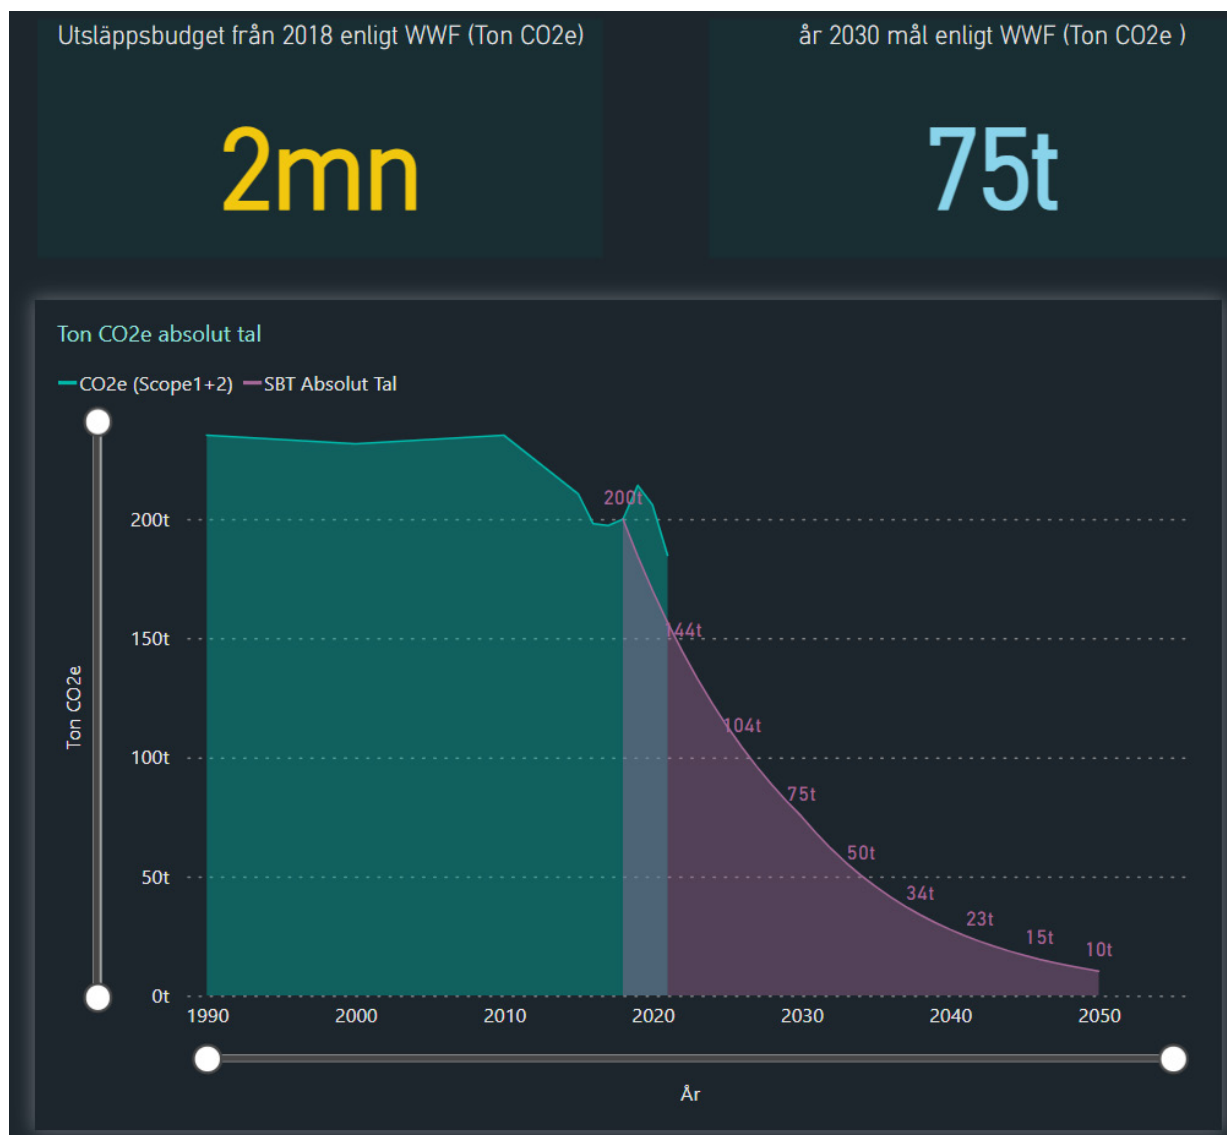 Utsläppsbudget från 2018 enligt WWF (Ton CO2e)
år 2030 mål enligt WWF (Ton CO2e )
2mn
75t
Ton CO2e absolut tal
CO2e (Scope1+2) SBT Absolut Tal
200t
200t
150t
144t
104t
100t
75t
50t
50t
34t
23t
15t
10t
0t
Ton CO2e
1990 2000 2010 2020 2030 2040 2050
År